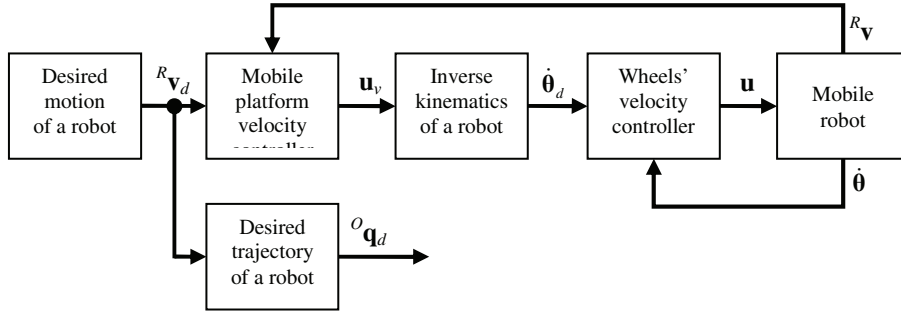 Desired
motion
of a robot
ᴿv_d
Mobile
platform
velocity
controller
u_v
Inverse
kinematics
of a robot
θ̇_d
Wheels'
velocity
controller
u
Mobile
robot
ᴿv
θ̇
Desired
trajectory
of a robot
ᴼq_d